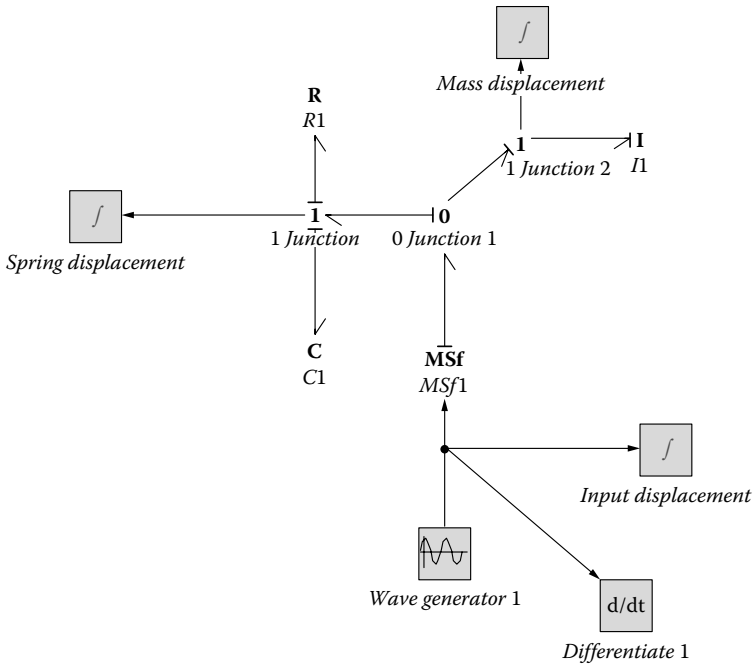 ∫
Mass displacement
R
R1
1
I
1 Junction 2
I1
∫
1
0
1 Junction
0 Junction 1
Spring displacement
C
C1
MSf
MSf1
∫
Input displacement
Wave generator 1
d/dt
Differentiate 1